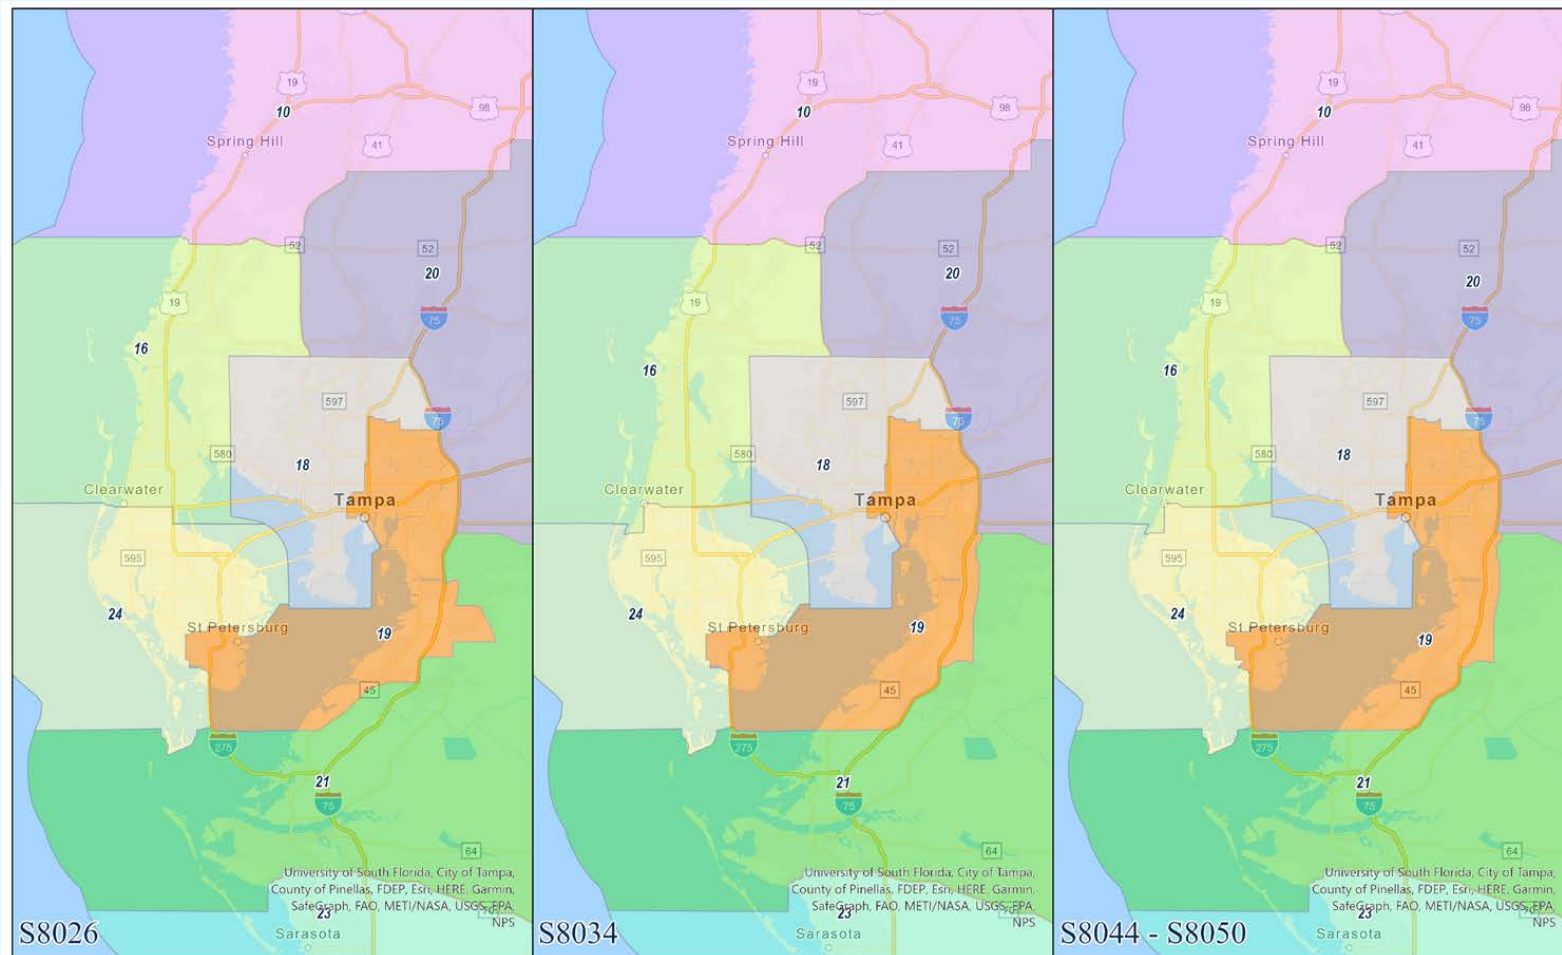 19
10
98
Spring Hill
41
52
52
20
19
75
16
597
75
580
18
Clearwater
Tampa
595
24
St Petersburg
19
45
275
21
75
64
University of South Florida, City of Tampa,
County of Pinellas, FDEP, Esri, HERE, Garmin,
SafeGraph, FAO, METI/NASA, USGS, EPA,
NPS
23
S8026
Sarasota
19
10
98
Spring Hill
41
52
52
20
19
75
16
597
75
580
18
Clearwater
Tampa
595
24
St Petersburg
19
45
275
21
75
64
University of South Florida, City of Tampa,
County of Pinellas, FDEP, Esri, HERE, Garmin,
SafeGraph, FAO, METI/NASA, USGS, EPA,
NPS
23
S8034
Sarasota
19
10
98
Spring Hill
41
52
52
20
19
75
16
597
75
580
18
Clearwater
Tampa
595
24
St Petersburg
19
45
275
21
75
64
University of South Florida, City of Tampa,
County of Pinellas, FDEP, Esri, HERE, Garmin,
SafeGraph, FAO, METI/NASA, USGS, EPA,
NPS
23
S8044 - S8050
Sarasota